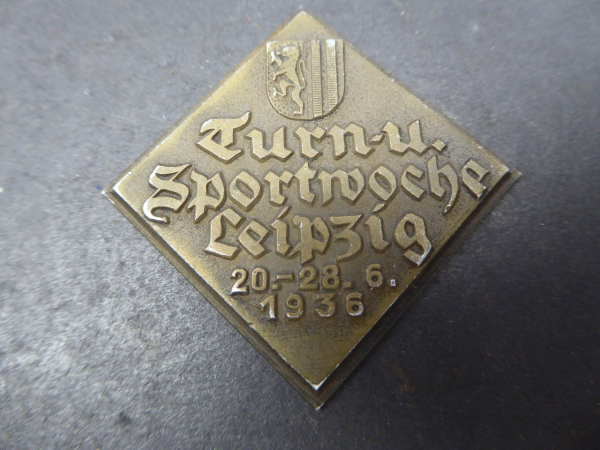 Turn-u.
Sportwoche
Leipzig
20.-28.6.
1936